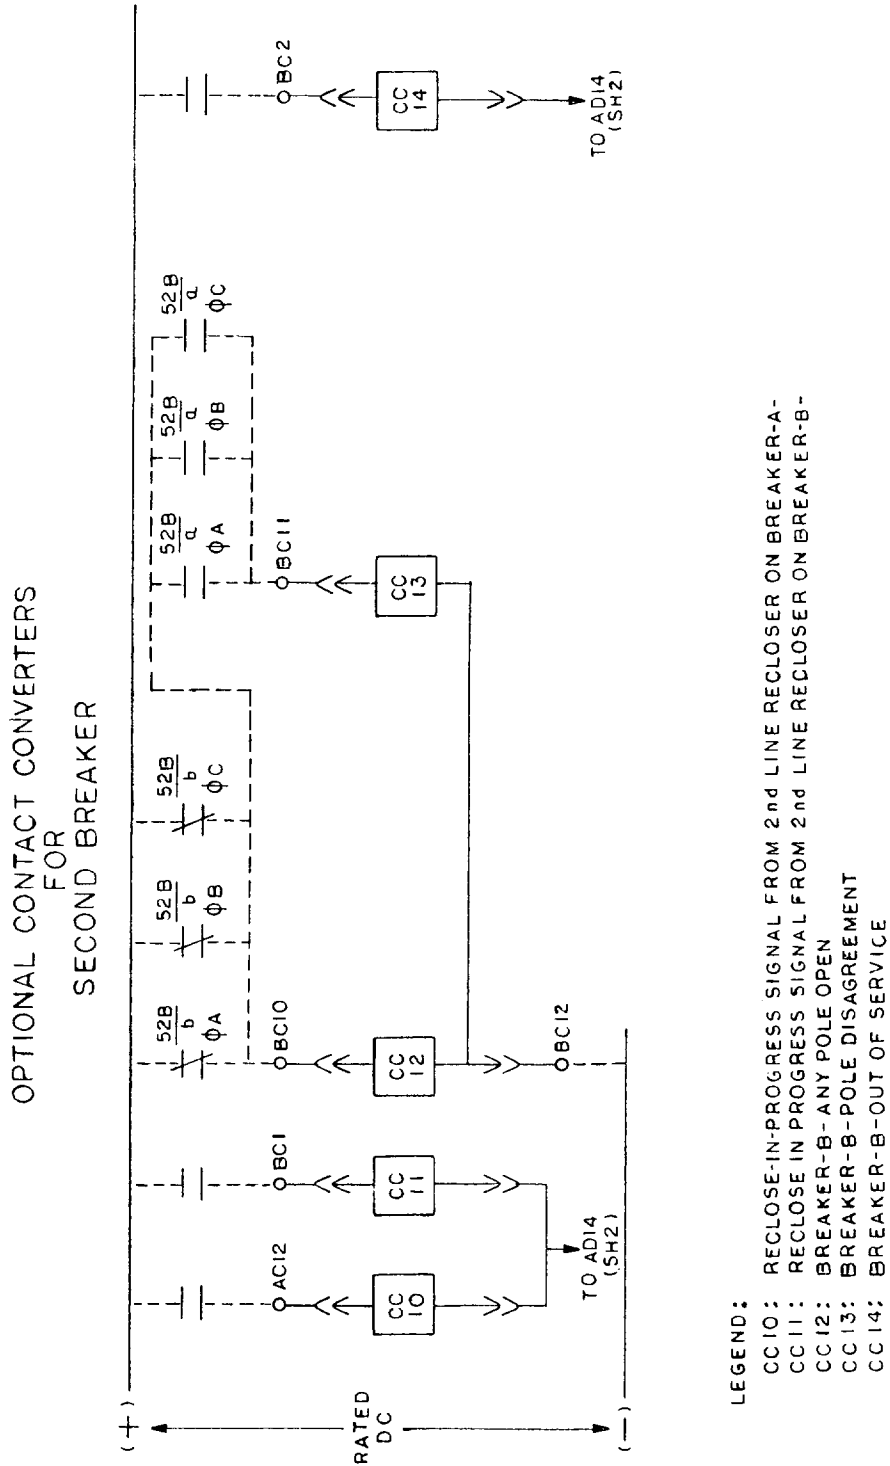 OPTIONAL CONTACT CONVERTERS
FOR
SECOND BREAKER
(+)
RATED
DC
(−)
AC12
CC
10
BC1
CC
11
TO AD14
(SH2)
52B
b
ϕA
BC10
CC
12
BC12
52B
b
ϕB
52B
b
ϕC
52B
a
ϕA
BC11
CC
13
52B
a
ϕB
52B
a
ϕC
BC2
CC
14
TO AD14
(SH2)
LEGEND:
CC10: RECLOSE-IN-PROGRESS SIGNAL FROM 2nd LINE RECLOSER ON BREAKER-A-
CC11: RECLOSE IN PROGRESS SIGNAL FROM 2nd LINE RECLOSER ON BREAKER-B-
CC12: BREAKER-B-ANY POLE OPEN
CC13: BREAKER-B-POLE DISAGREEMENT
CC14: BREAKER-B-OUT OF SERVICE